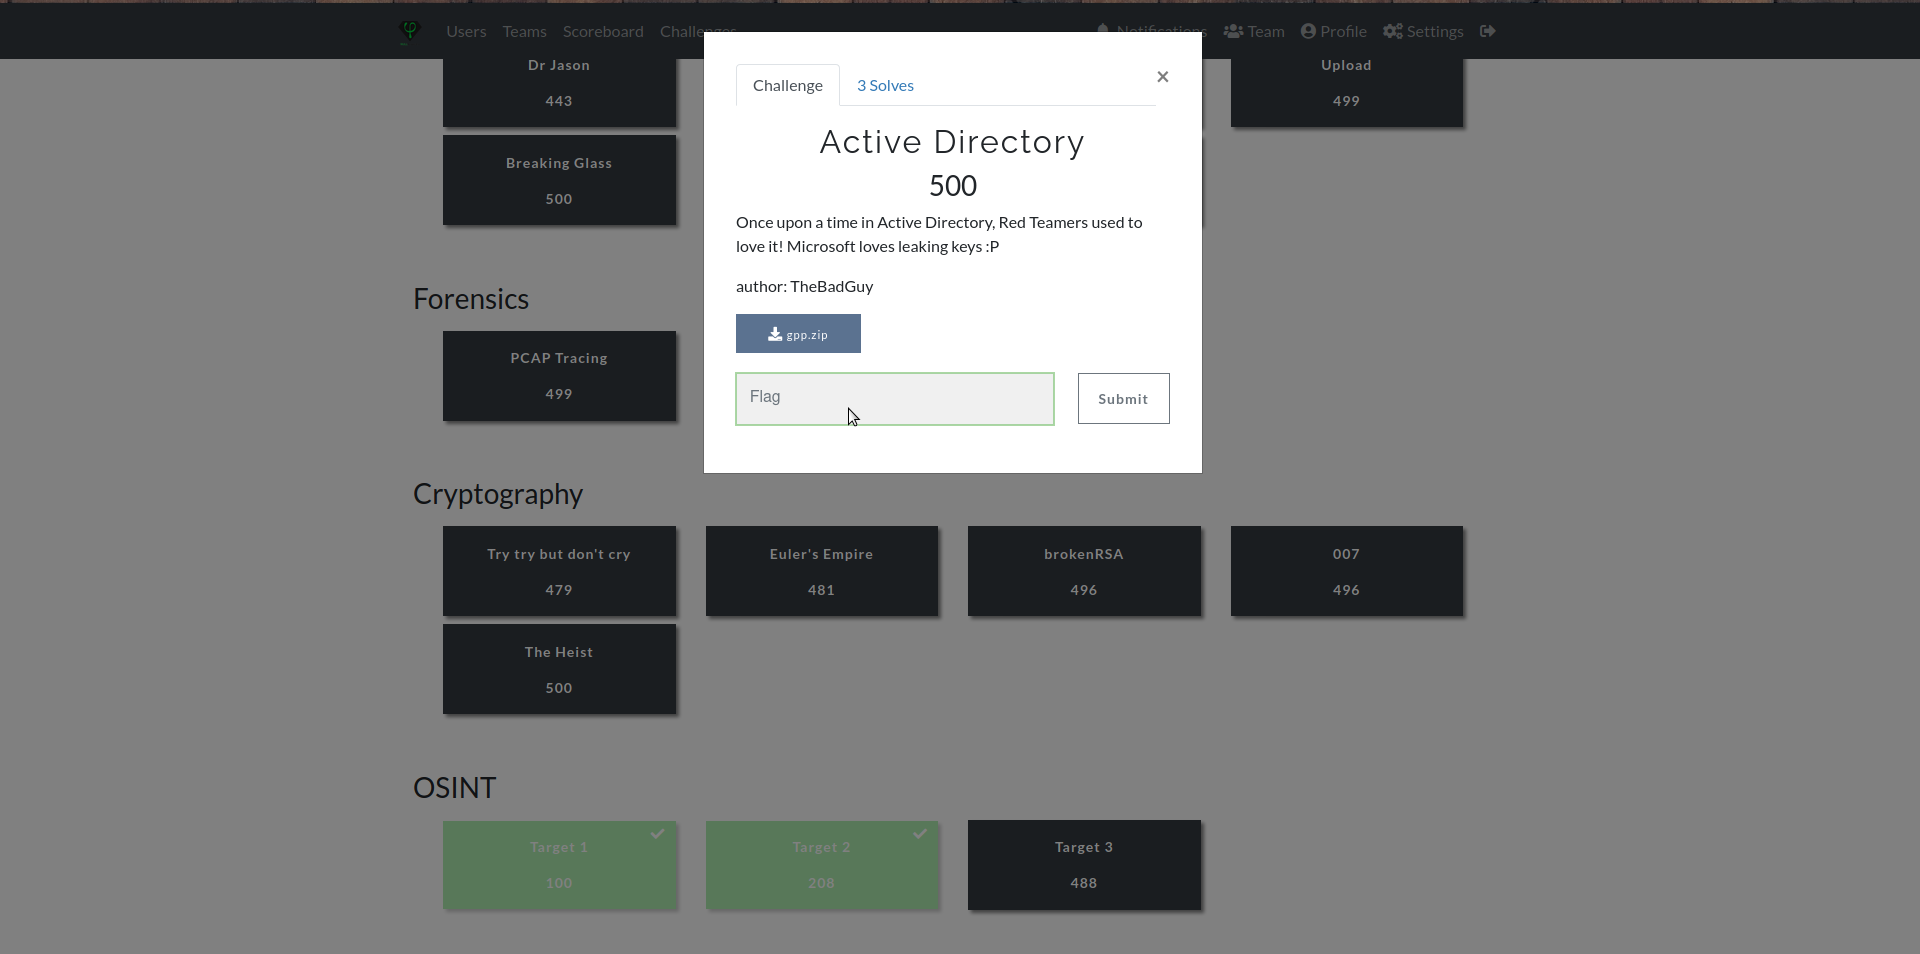 Users Teams Scoreboard Challenges Notifications Team Profile Settings
Challenge 3 Solves ×
Active Directory
500
Once upon a time in Active Directory, Red Teamers used to
love it! Microsoft loves leaking keys :P
author: TheBadGuy
gpp.zip
Flag
Submit
Dr Jason
443
Upload
499
Breaking Glass
500
Forensics
PCAP Tracing
499
Cryptography
Try try but don't cry
479
Euler's Empire
481
brokenRSA
496
007
496
The Heist
500
OSINT
Target 1
100
Target 2
208
Target 3
488